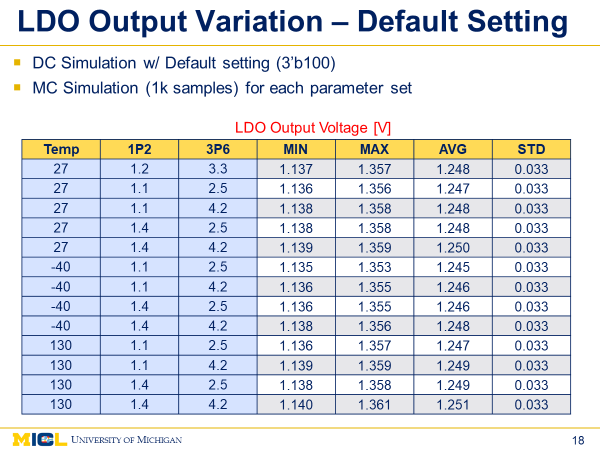 LDO Output Variation – Default Setting
DC Simulation w/ Default setting (3'b100)
MC Simulation (1k samples) for each parameter set
LDO Output Voltage [V]
Temp 1P2 3P6 MIN MAX AVG STD
27 1.2 3.3 1.137 1.357 1.248 0.033
27 1.1 2.5 1.136 1.356 1.247 0.033
27 1.1 4.2 1.138 1.358 1.248 0.033
27 1.4 2.5 1.138 1.358 1.248 0.033
27 1.4 4.2 1.139 1.359 1.250 0.033
-40 1.1 2.5 1.135 1.353 1.245 0.033
-40 1.1 4.2 1.136 1.355 1.246 0.033
-40 1.4 2.5 1.136 1.355 1.246 0.033
-40 1.4 4.2 1.138 1.356 1.248 0.033
130 1.1 2.5 1.136 1.357 1.247 0.033
130 1.1 4.2 1.139 1.359 1.249 0.033
130 1.4 2.5 1.138 1.358 1.249 0.033
130 1.4 4.2 1.140 1.361 1.251 0.033
MICL UNIVERSITY OF MICHIGAN 18